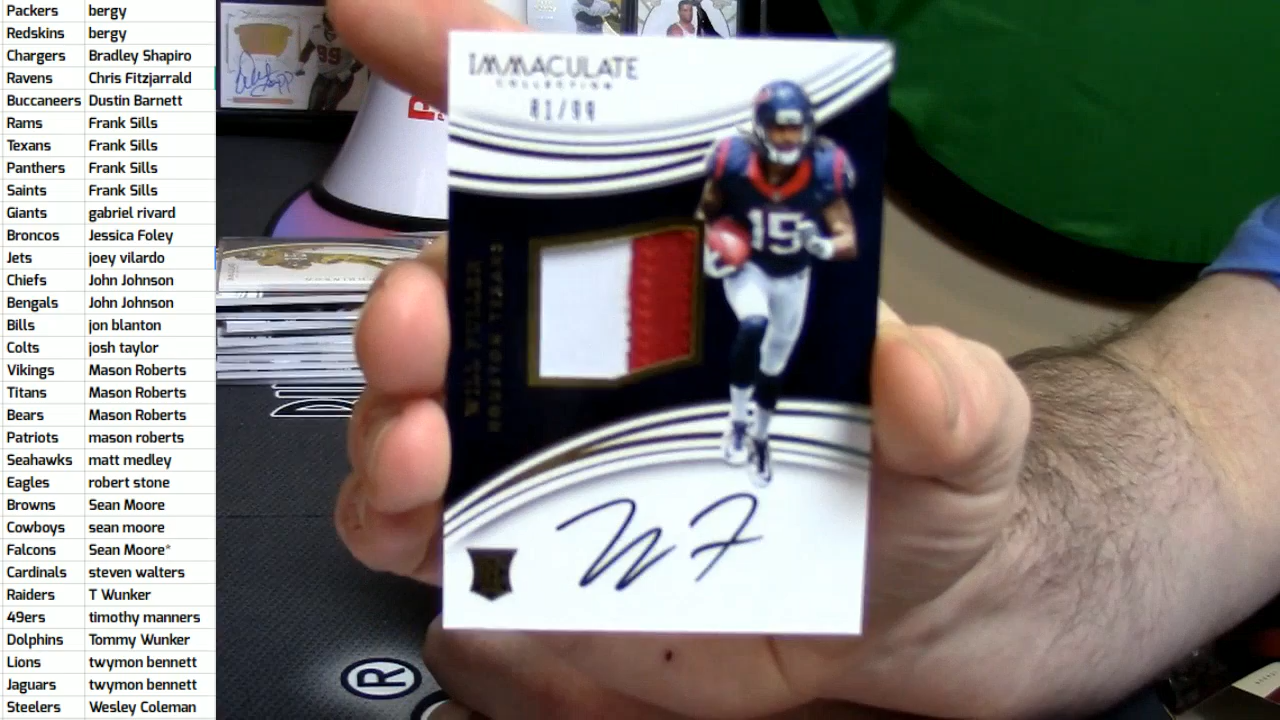 Packers bergy
Redskins bergy
Chargers Bradley Shapiro
Ravens Chris Fitzjarrald
Buccaneers Dustin Barnett
Rams Frank Sills
Texans Frank Sills
Panthers Frank Sills
Saints Frank Sills
Giants gabriel rivard
Broncos Jessica Foley
Jets joey vilardo
Chiefs John Johnson
Bengals John Johnson
Bills jon blanton
Colts josh taylor
Vikings Mason Roberts
Titans Mason Roberts
Bears Mason Roberts
Patriots mason roberts
Seahawks matt medley
Eagles robert stone
Browns Sean Moore
Cowboys sean moore
Falcons Sean Moore*
Cardinals steven walters
Raiders T Wunker
49ers timothy manners
Dolphins Tommy Wunker
Lions twymon bennett
Jaguars twymon bennett
Steelers Wesley Coleman
IMMACULATE
COLLECTION
81/99
WILL FULLER
HOUSTON TEXANS
15
99
®